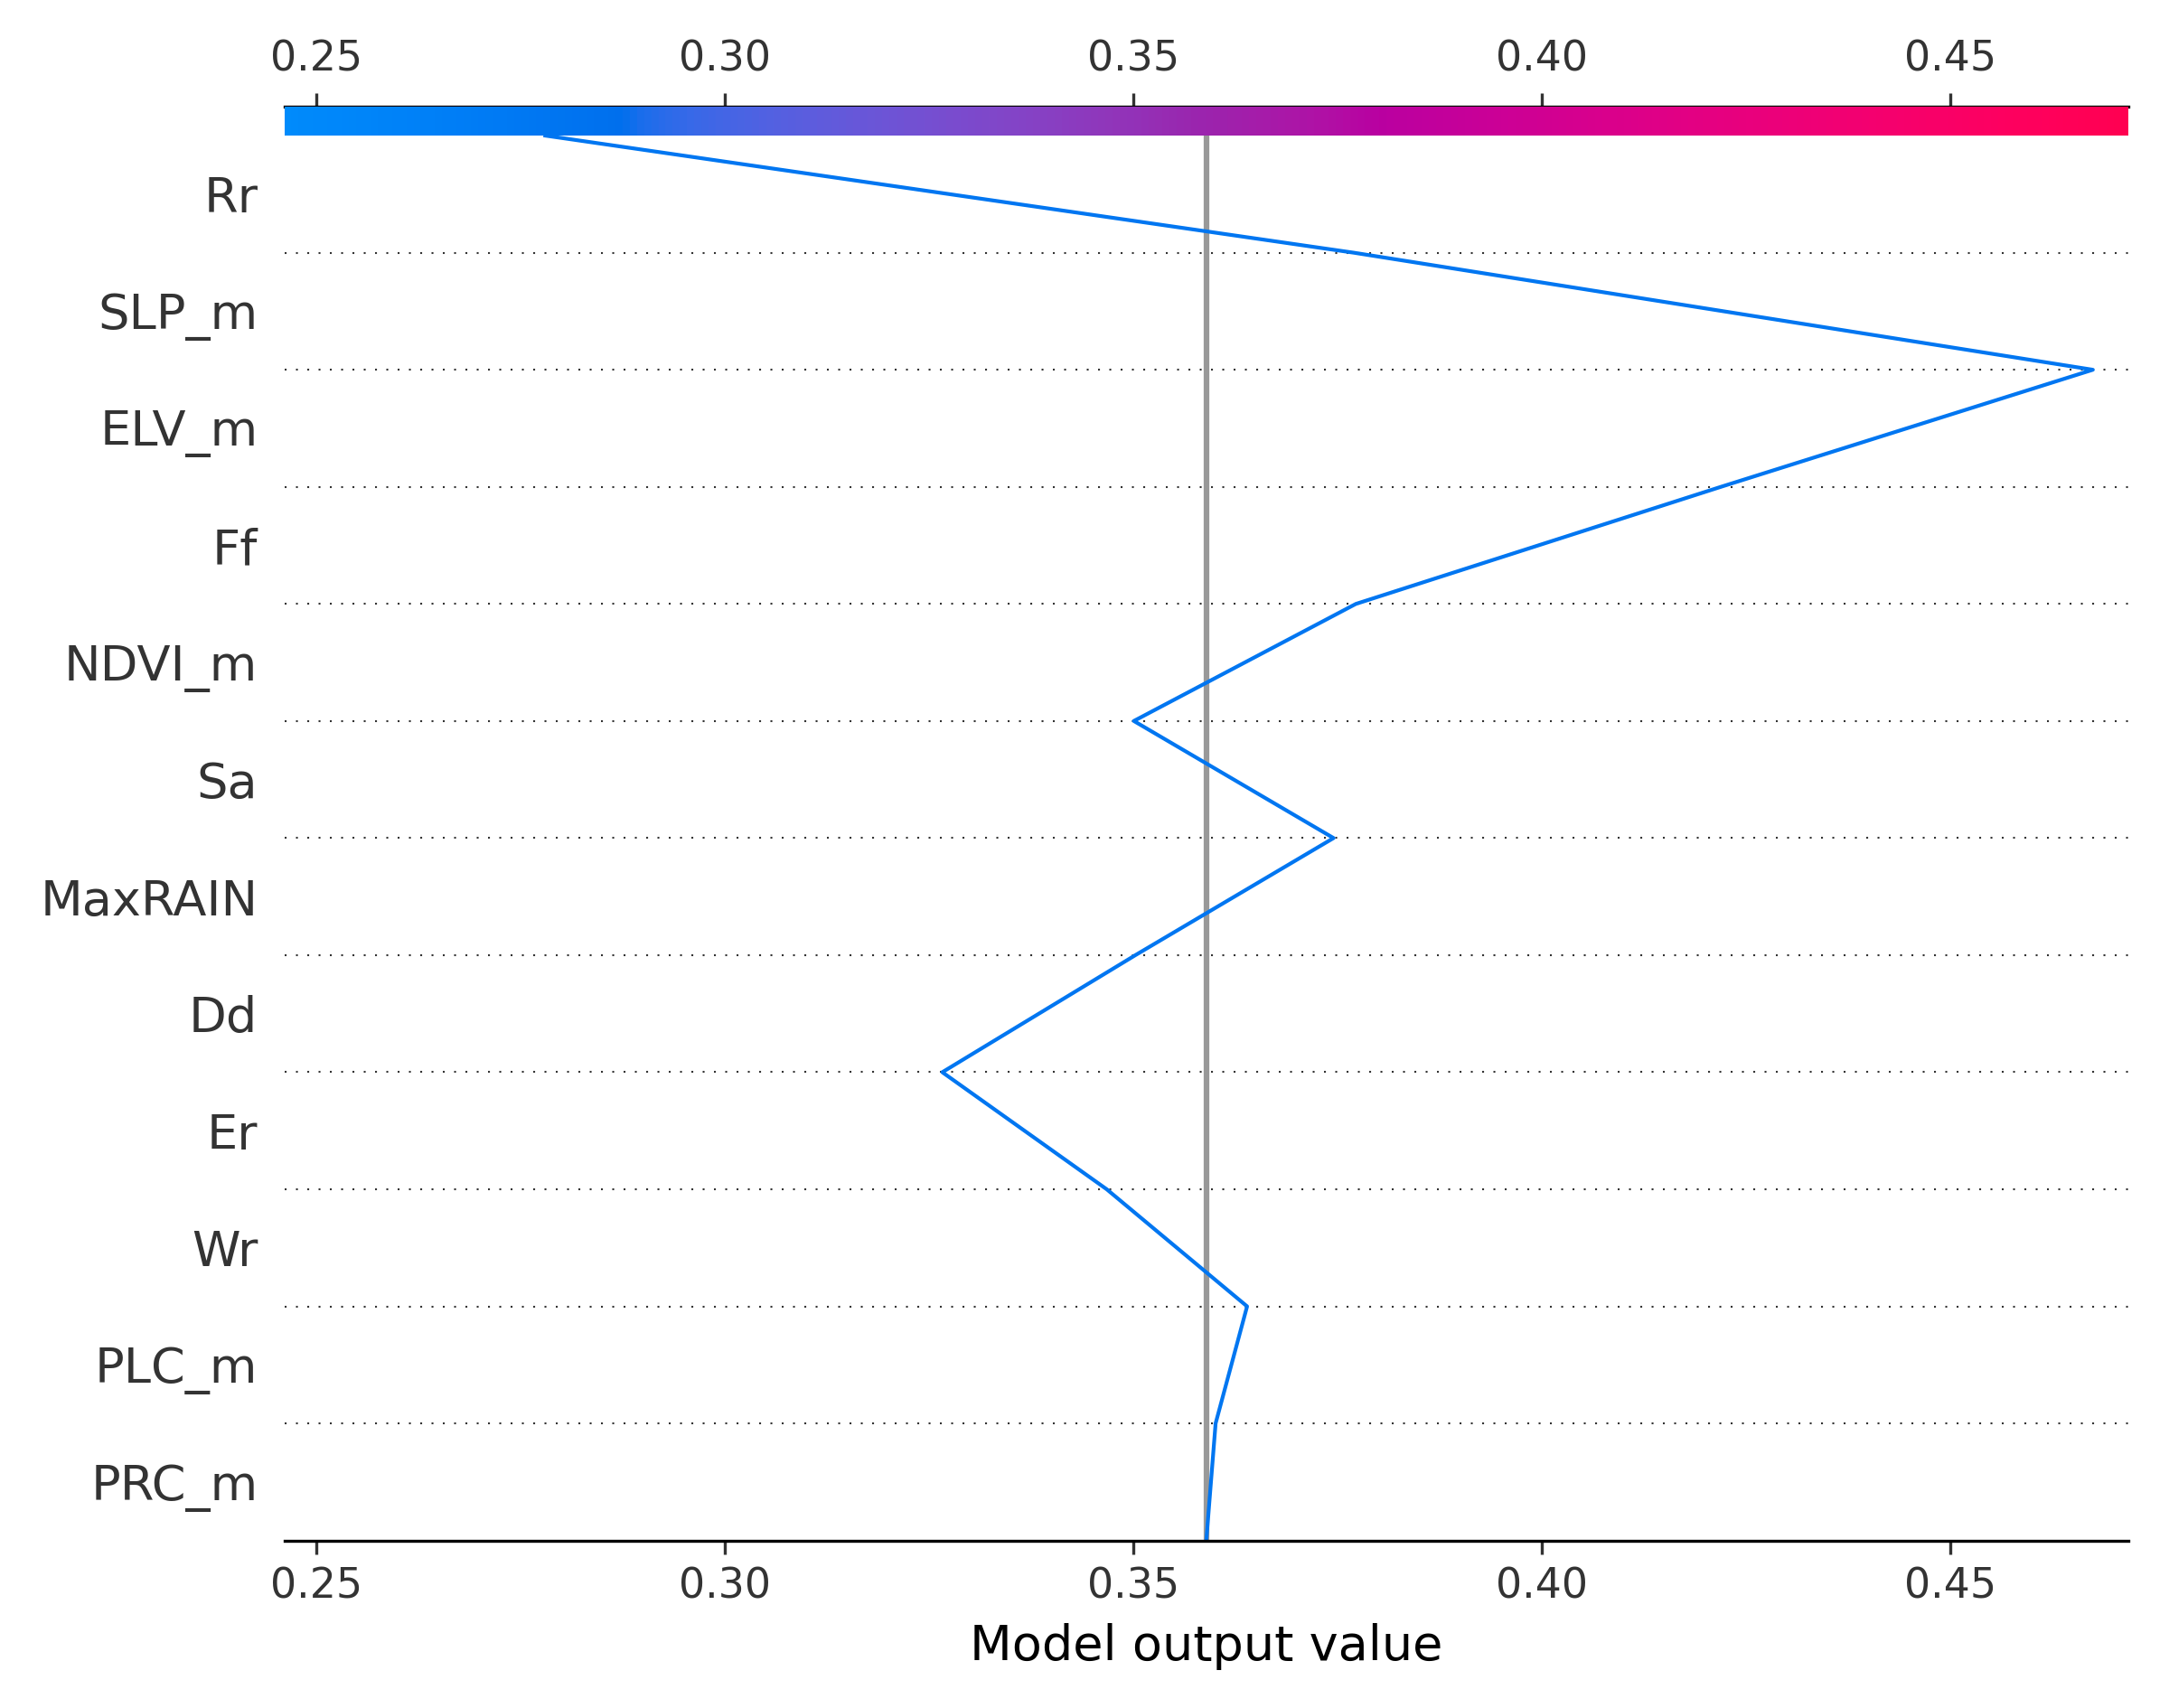 0.25 0.30 0.35 0.40 0.45
Rr
SLP_m
ELV_m
Ff
NDVI_m
Sa
MaxRAIN
Dd
Er
Wr
PLC_m
PRC_m
0.25 0.30 0.35 0.40 0.45
Model output value